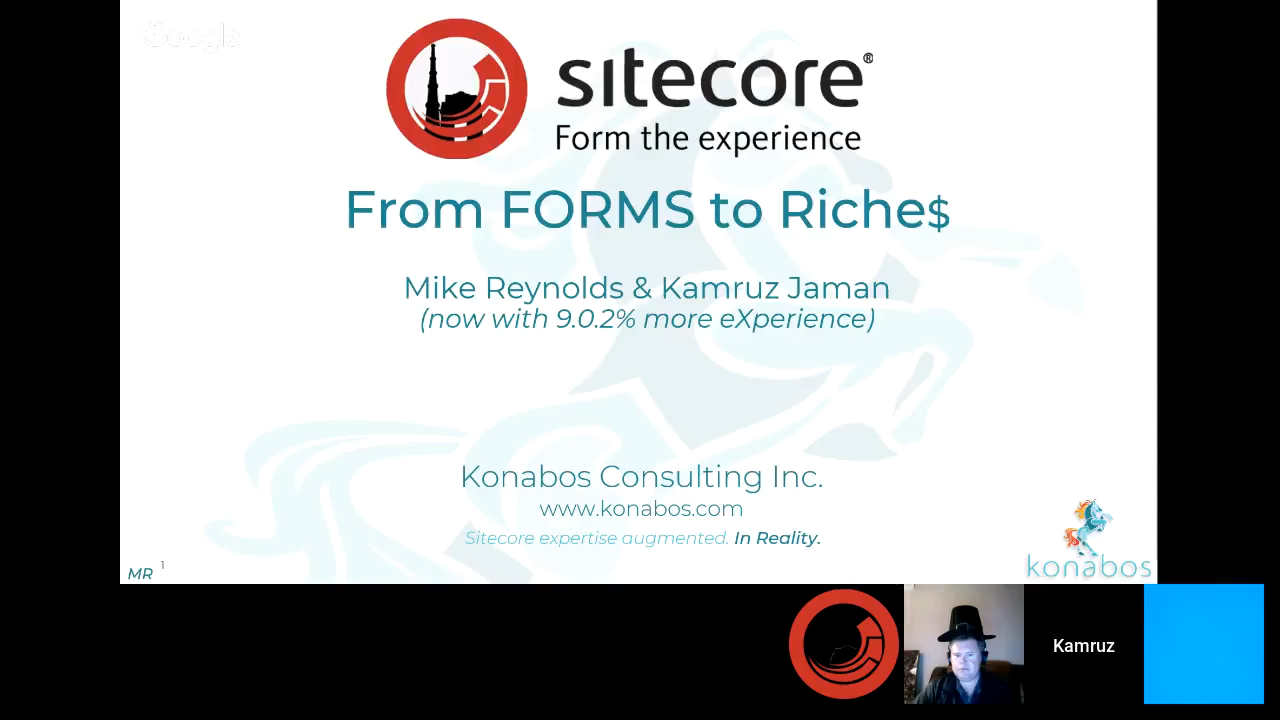 Google
sitecore®
Form the experience
From FORMS to Riche$
Mike Reynolds & Kamruz Jaman
(now with 9.0.2% more eXperience)
Konabos Consulting Inc.
www.konabos.com
Sitecore expertise augmented. In Reality.
MR 1
konabos
Kamruz